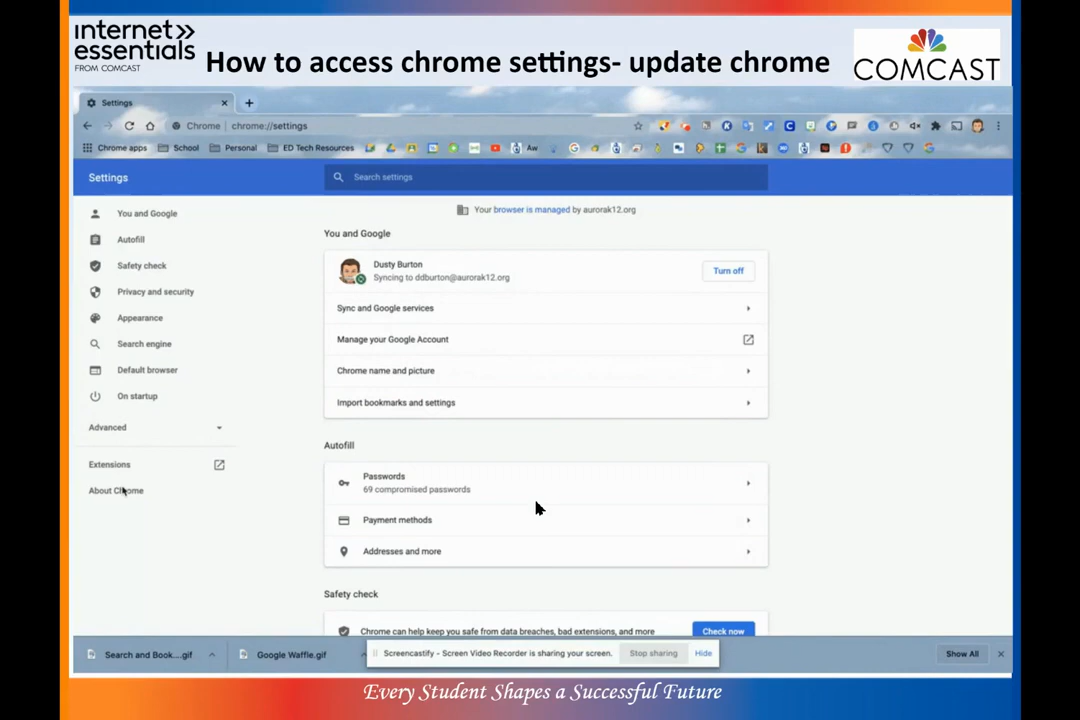 internet
essentials
FROM COMCAST
How to access chrome settings- update chrome
COMCAST
Settings
Chrome | chrome://settings
Chrome apps School Personal ED Tech Resources Aw
Settings
Search settings
Your browser is managed by aurorak12.org
You and Google
Autofill
Safety check
Privacy and security
Appearance
Search engine
Default browser
On startup
Advanced
Extensions
About Chrome
You and Google
Dusty Burton
Syncing to ddburton@aurorak12.org
Turn off
Sync and Google services
Manage your Google Account
Chrome name and picture
Import bookmarks and settings
Autofill
Passwords
69 compromised passwords
Payment methods
Addresses and more
Safety check
Chrome can help keep you safe from data breaches, bad extensions, and more
Check now
Search and Book....gif
Google Waffle.gif
Screencastify - Screen Video Recorder is sharing your screen.
Stop sharing
Hide
Show All
Every Student Shapes a Successful Future